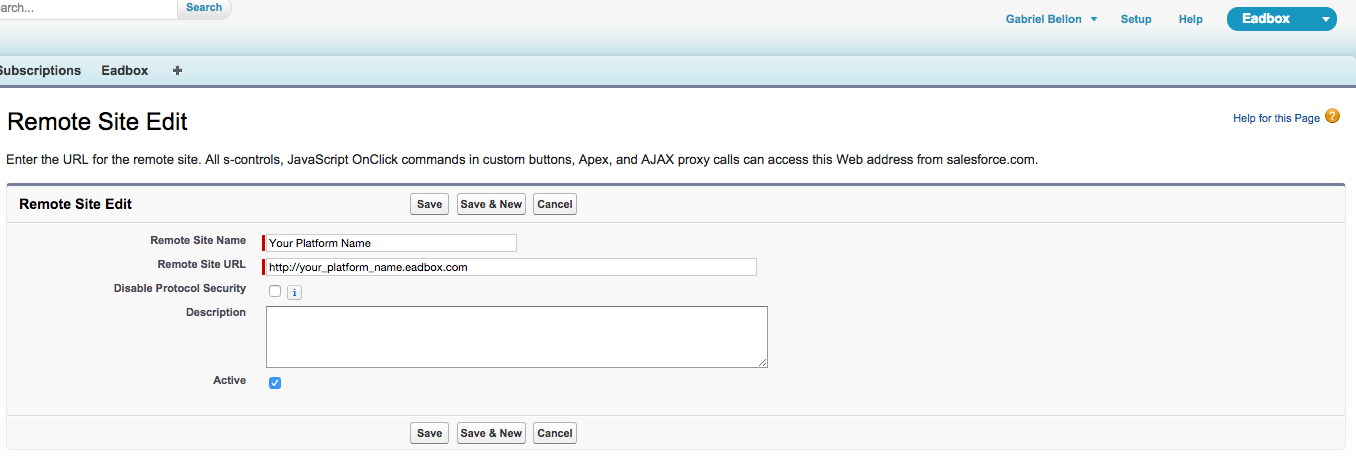 earch...
Search
Gabriel Bellon
Setup
Help
Eadbox
Subscriptions
Eadbox
+
Remote Site Edit
Help for this Page ?
Enter the URL for the remote site. All s-controls, JavaScript OnClick commands in custom buttons, Apex, and AJAX proxy calls can access this Web address from salesforce.com.
Remote Site Edit
Save
Save & New
Cancel
Remote Site Name
Your Platform Name
Remote Site URL
http://your_platform_name.eadbox.com
Disable Protocol Security
i
Description
Active
Save
Save & New
Cancel